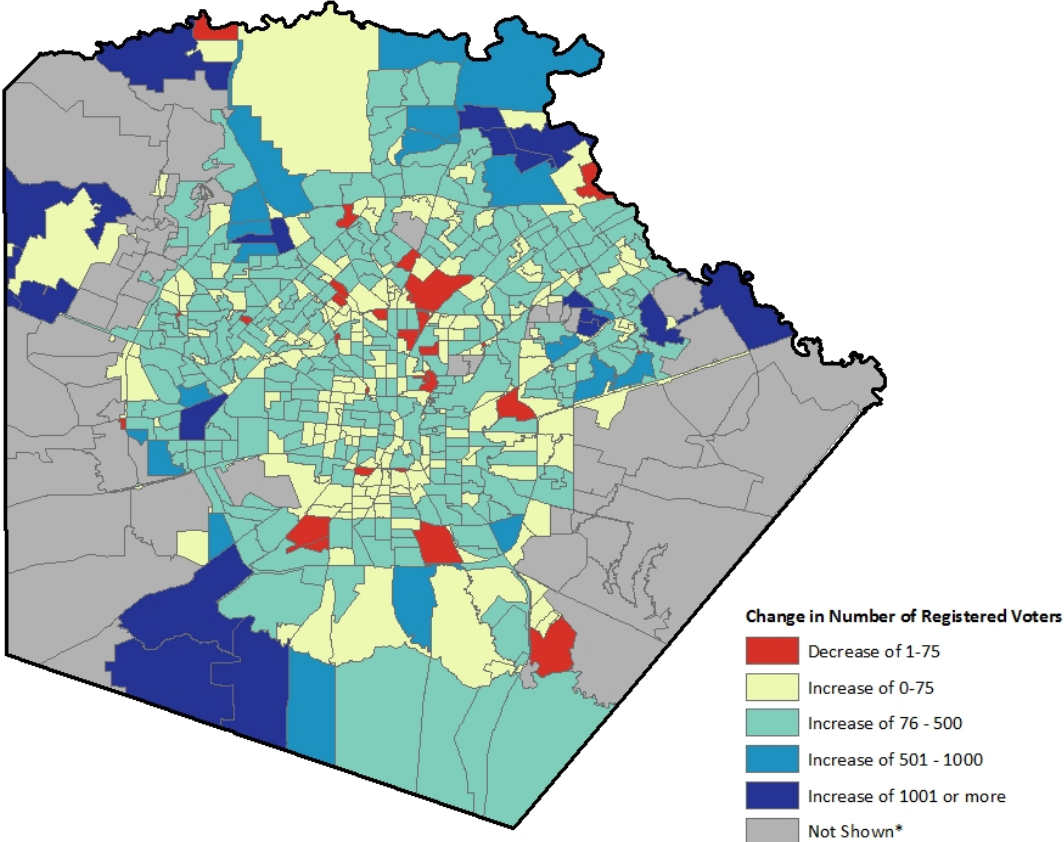 Change in Number of Registered Voters
Decrease of 1-75
Increase of 0-75
Increase of 76 - 500
Increase of 501 - 1000
Increase of 1001 or more
Not Shown*